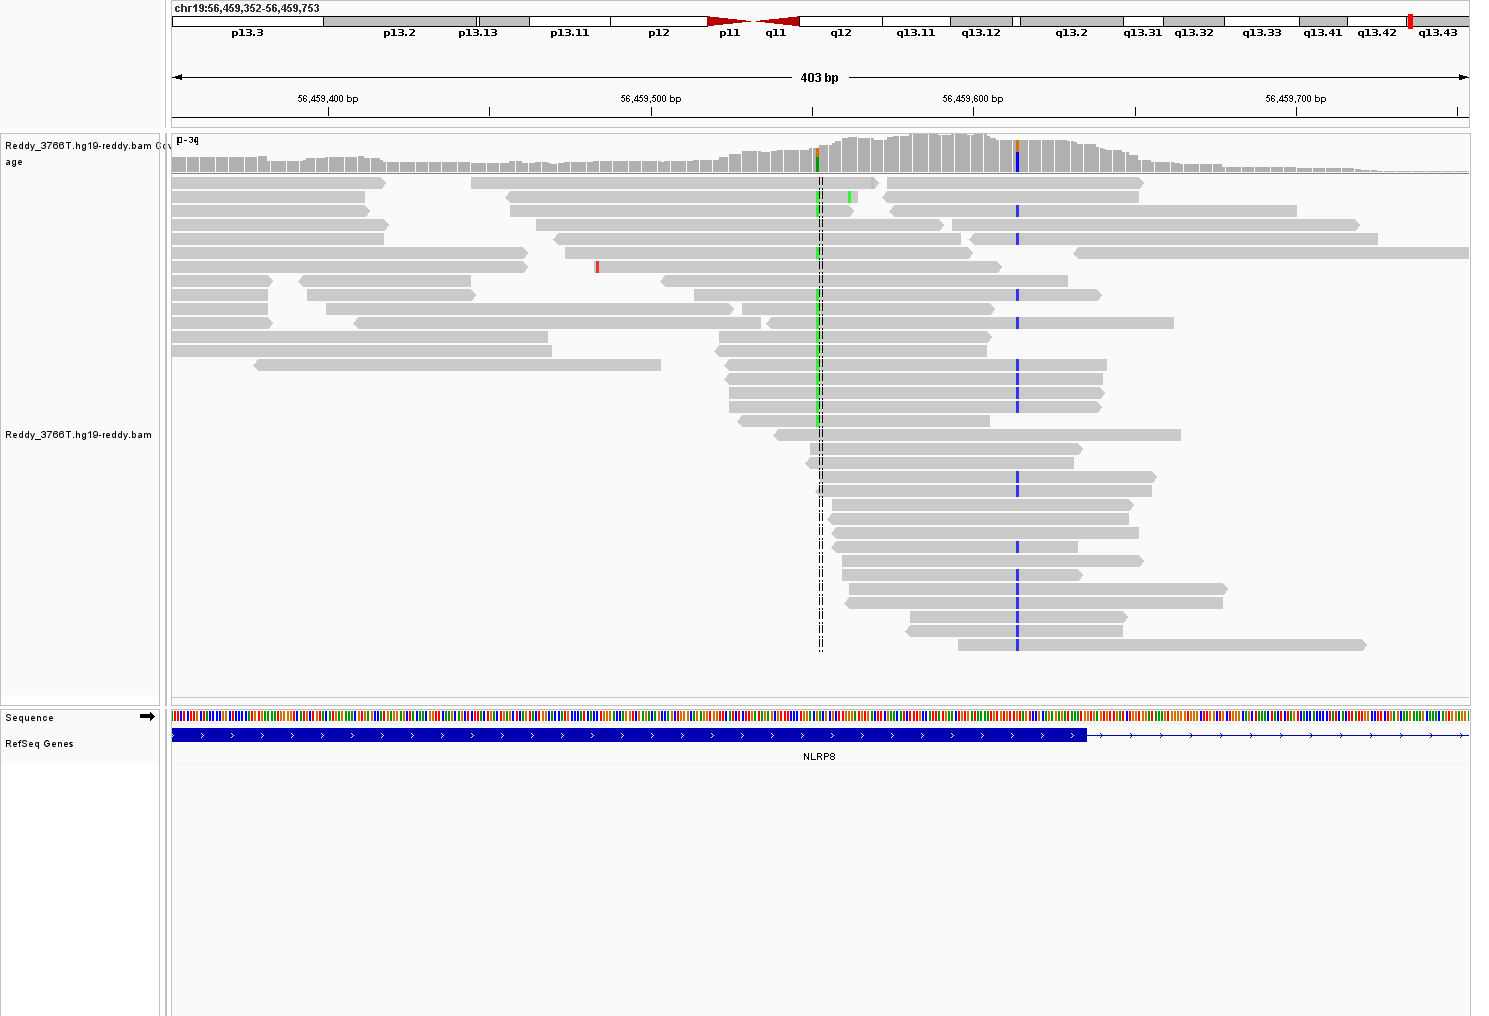 chr19:56,459,352-56,459,753
p13.3 p13.2 p13.13 p13.11 p12 p11 q11 q12 q13.11 q13.12 q13.2 q13.31 q13.32 q13.33 q13.41 q13.42 q13.43
403 bp
56,459,400 bp 56,459,500 bp 56,459,600 bp 56,459,700 bp
Reddy_3766T.hg19-reddy.bam Cov
age
[0-34]
Reddy_3766T.hg19-reddy.bam
Sequence
RefSeq Genes
NLRP8